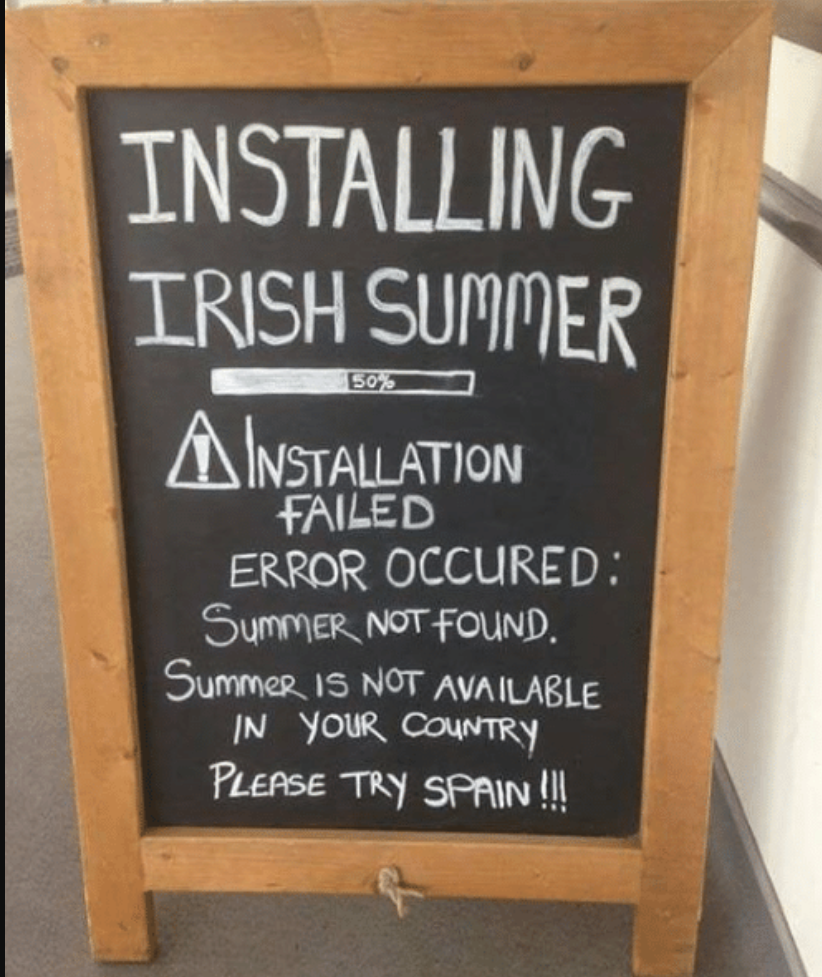 INSTALLING
IRISH SUMMER
50%
! INSTALLATION
FAILED
ERROR OCCURED:
SUMMER NOT FOUND.
SUMMER IS NOT AVAILABLE
IN YOUR COUNTRY
PLEASE TRY SPAIN!!!